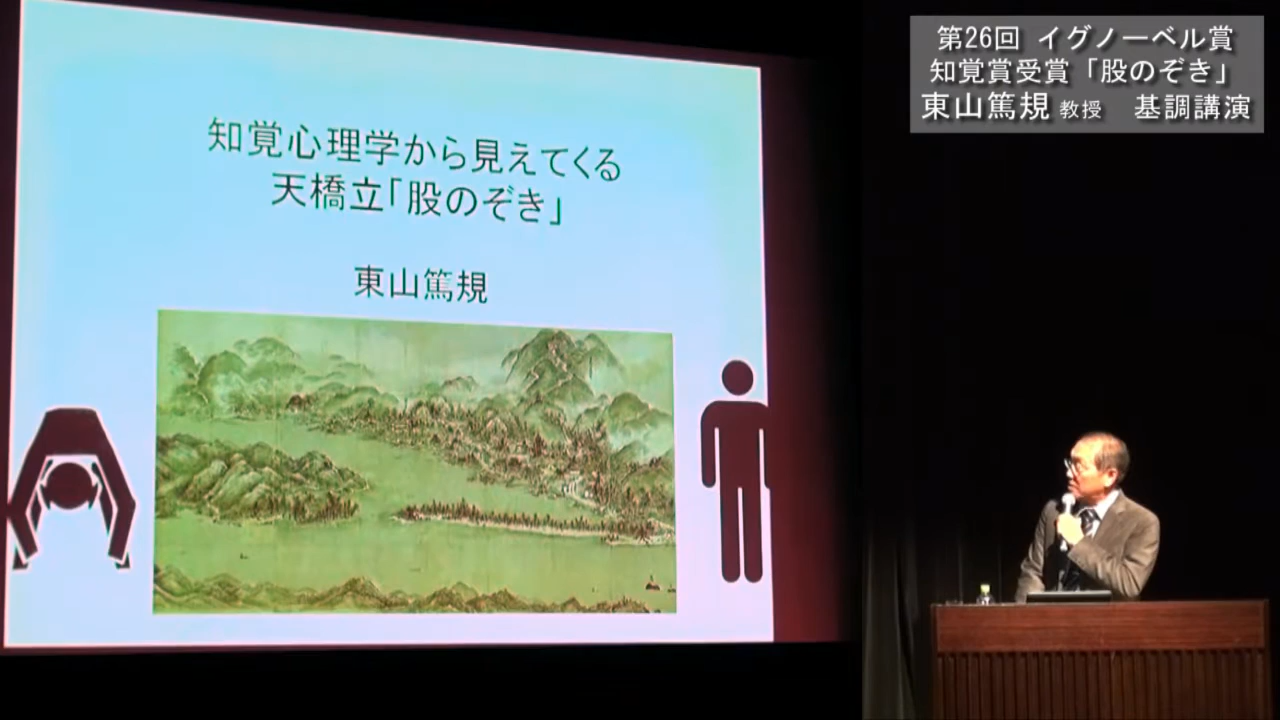 知覚心理学から見えてくる
天橋立「股のぞき」
東山篤規
第26回 イグノーベル賞
知覚賞受賞「股のぞき」
東山篤規 教授 基調講演